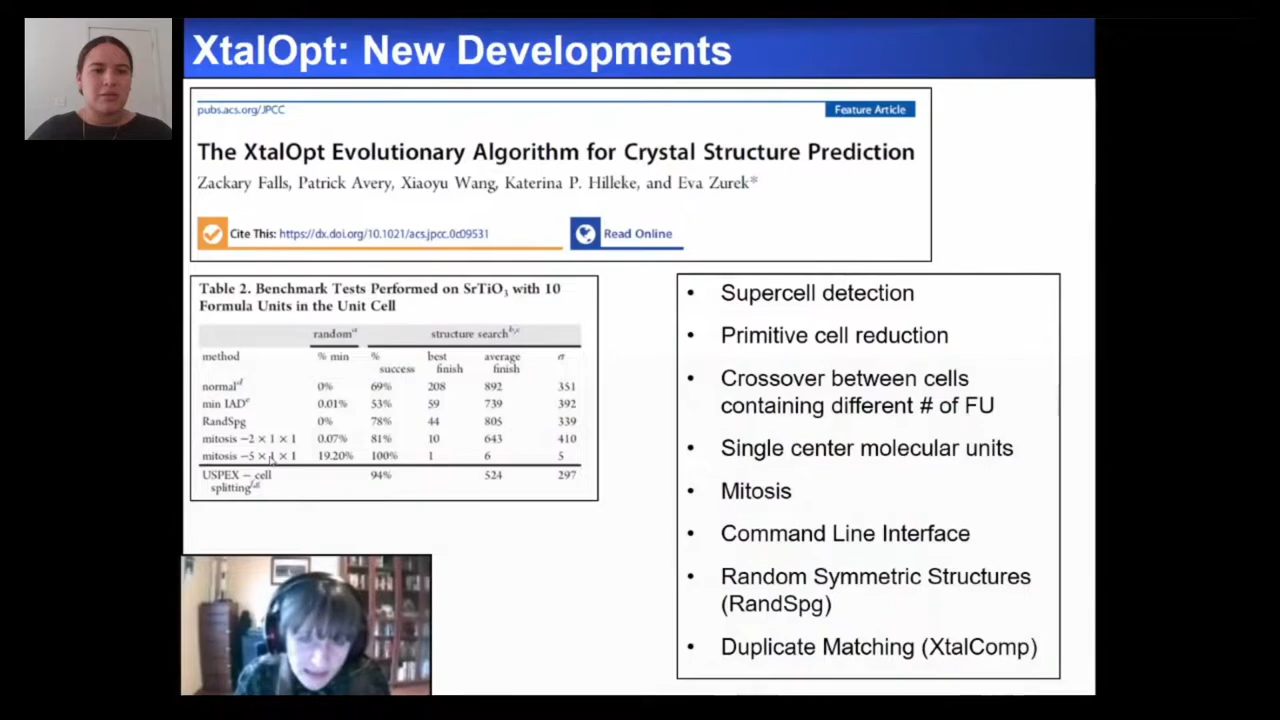 XtalOpt: New Developments
pubs.acs.org/JPCC
Feature Article
The XtalOpt Evolutionary Algorithm for Crystal Structure Prediction
Zackary Falls, Patrick Avery, Xiaoyu Wang, Katerina P. Hilleke, and Eva Zurek*
Cite This: https://dx.doi.org/10.1021/acs.jpcc.0c09531
Read Online
Table 2. Benchmark Tests Performed on SrTiO₃ with 10
Formula Units in the Unit Cell
randomᵃ structure searchᵇ,ᶜ
method % min % success best finish average finish σ
normalᵈ 0% 69% 208 892 351
min IADᵉ 0.01% 53% 59 739 392
RandSpg 0% 78% 44 805 339
mitosis −2 × 1 × 1 0.07% 81% 10 643 410
mitosis −5 × 1 × 1 19.20% 100% 1 6 5
USPEX − cell splittingᶠ,ᵍ 94% 524 297
• Supercell detection
• Primitive cell reduction
• Crossover between cells
containing different # of FU
• Single center molecular units
• Mitosis
• Command Line Interface
• Random Symmetric Structures
(RandSpg)
• Duplicate Matching (XtalComp)